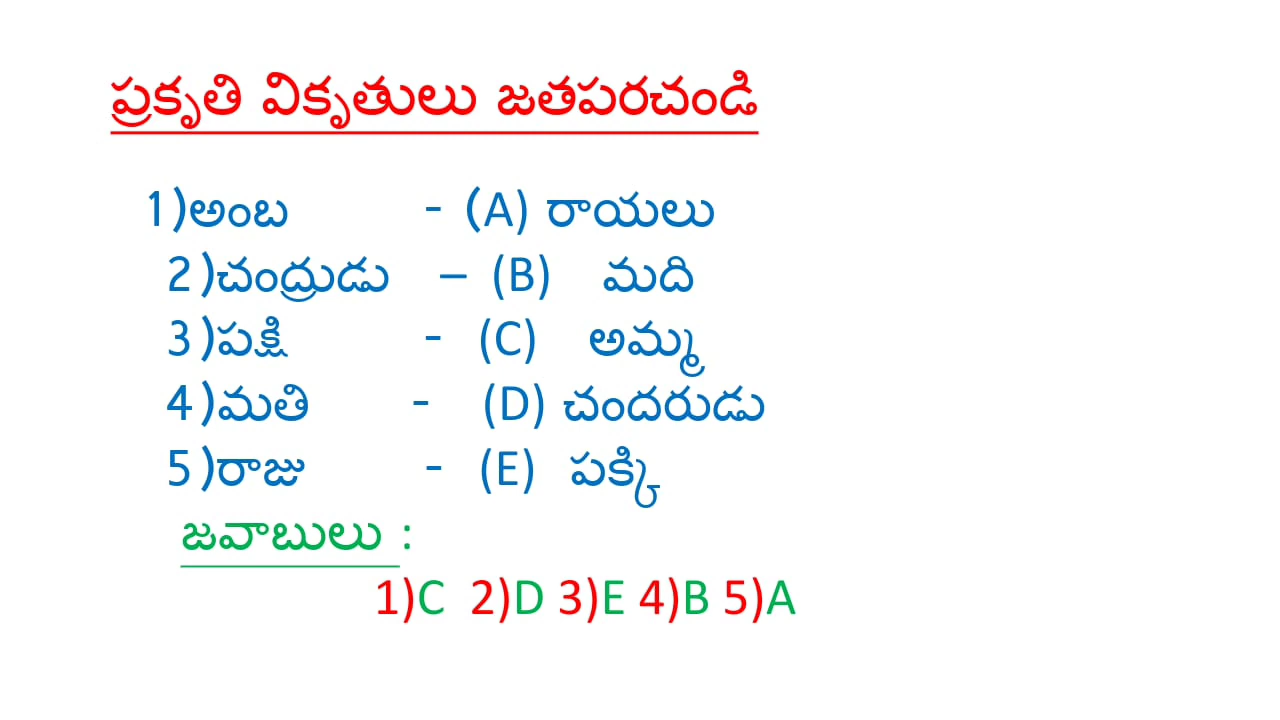 ప్రకృతి వికృతులు జతపరచండి
1)అంబ - (A) రాయలు
2)చంద్రుడు – (B) మది
3)పక్షి - (C) అమ్మ
4)మతి - (D) చందరుడు
5)రాజు - (E) పక్కి
జవాబులు :
1)C 2)D 3)E 4)B 5)A